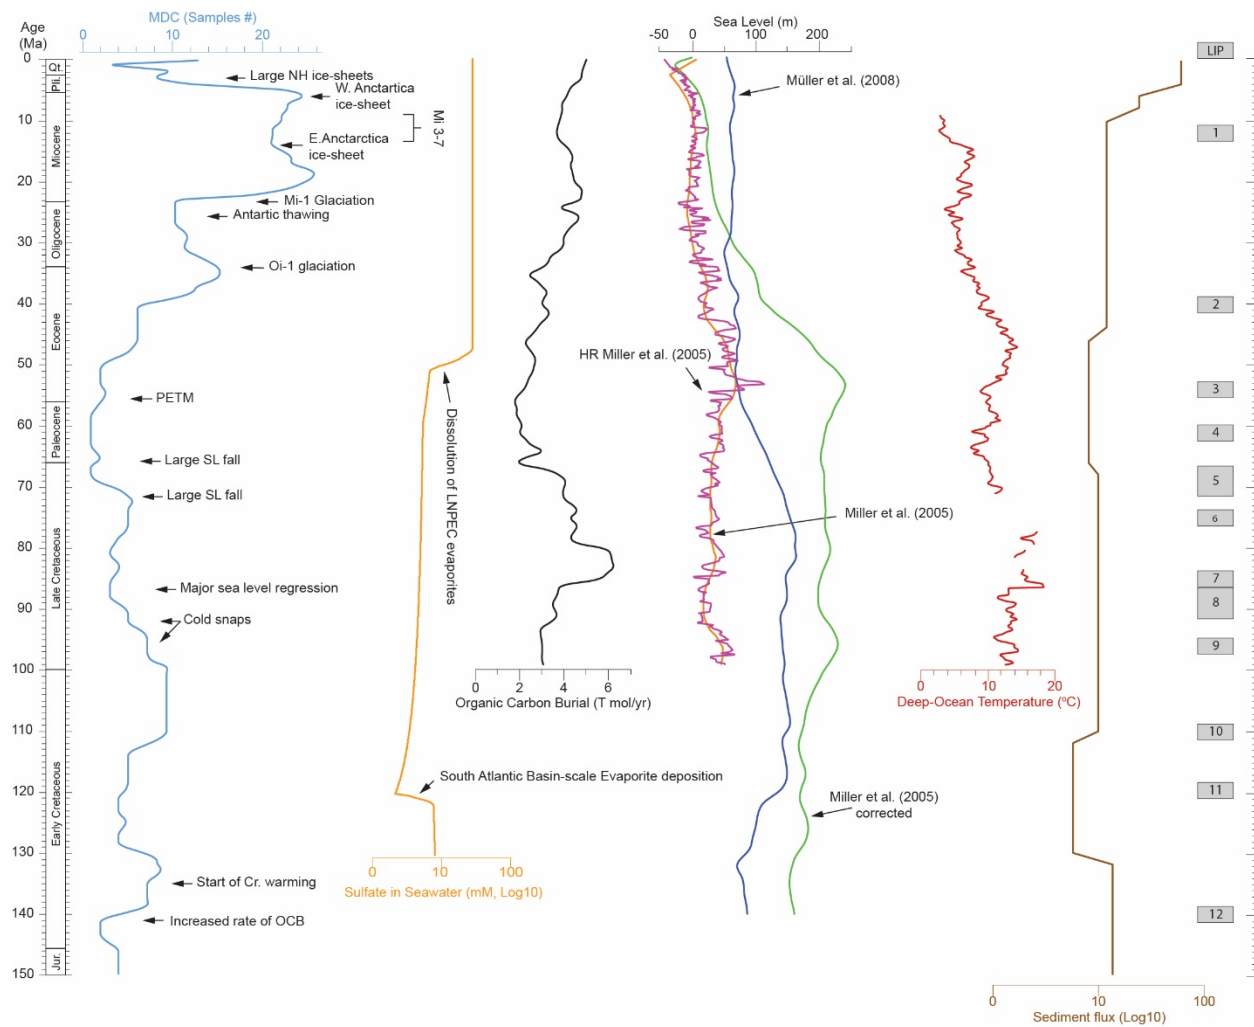 Age
(Ma)
MDC (Samples #)
0 10 20
Sea Level (m)
-50 0 100 200
LIP
0
10
20
30
40
50
60
70
80
90
100
110
120
130
140
150
Qt.
Pli.
Miocene
Oligocene
Eocene
Paleocene
Late Cretaceous
Early Cretaceous
Jur.
Large NH ice-sheets
W. Anctartica
ice-sheet
Mi 3-7
E.Anctarctica
ice-sheet
Mi-1 Glaciation
Antartic thawing
Oi-1 glaciation
PETM
Large SL fall
Large SL fall
Major sea level regression
Cold snaps
Start of Cr. warming
Increased rate of OCB
Dissolution of LNPEC evaporites
South Atlantic Basin-scale Evaporite deposition
0 10 100
Sulfate in Seawater (mM, Log10)
0 2 4 6
Organic Carbon Burial (T mol/yr)
Müller et al. (2008)
HR Miller et al. (2005)
Miller et al. (2005)
Miller et al. (2005)
corrected
0 10 20
Deep-Ocean Temperature (ºC)
1
2
3
4
5
6
7
8
9
10
11
12
0 10 100
Sediment flux (Log10)